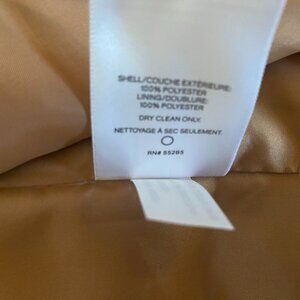 SHELL/COUCHE EXTÉRIEURE:
100% POLYESTER
LINING/DOUBLURE:
100% POLYESTER
DRY CLEAN ONLY.
NETTOYAGE À SEC SEULEMENT.
RN# 55285